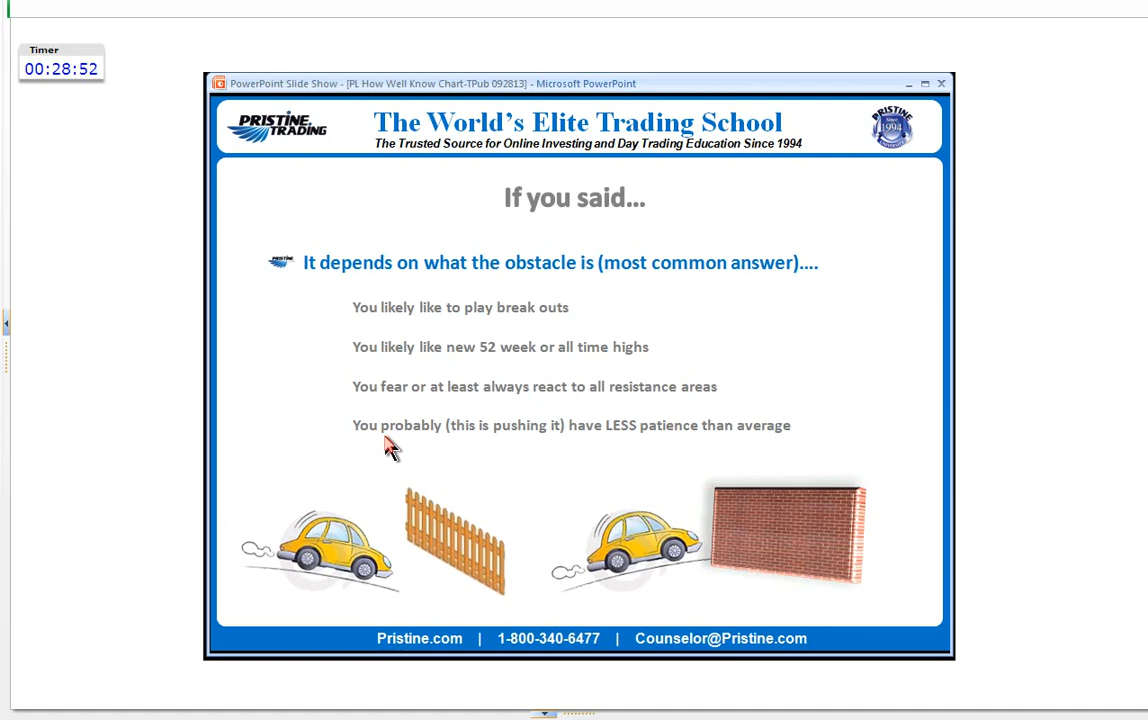 Timer
00:28:52
PowerPoint Slide Show - [PL How Well Know Chart-TPub 092813] - Microsoft PowerPoint
PRISTINE TRADING
The World's Elite Trading School
The Trusted Source for Online Investing and Day Trading Education Since 1994
PRISTINE
Since
1994
If you said...
PRISTINE
It depends on what the obstacle is (most common answer)....
You likely like to play break outs
You likely like new 52 week or all time highs
You fear or at least always react to all resistance areas
You probably (this is pushing it) have LESS patience than average
Pristine.com | 1-800-340-6477 | Counselor@Pristine.com